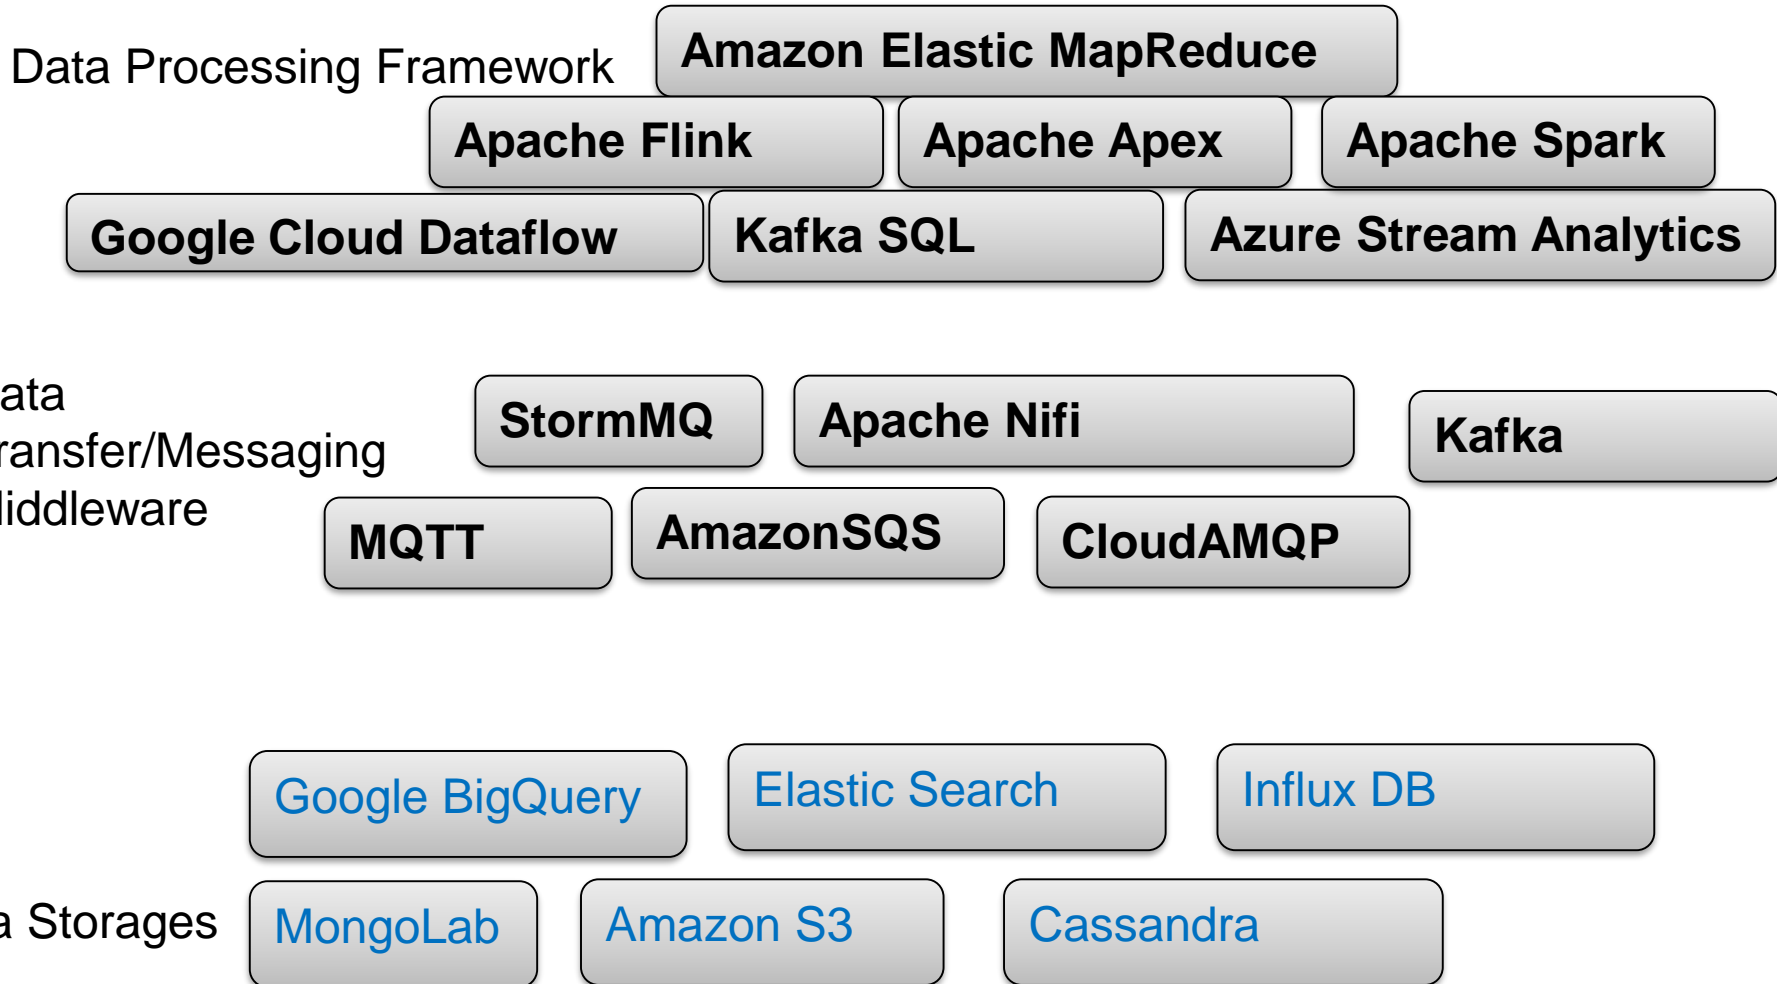 Data Processing Framework
Amazon Elastic MapReduce
Apache Flink
Apache Apex
Apache Spark
Google Cloud Dataflow
Kafka SQL
Azure Stream Analytics
ata
ransfer/Messaging
iddleware
StormMQ
Apache Nifi
Kafka
MQTT
AmazonSQS
CloudAMQP
Google BigQuery
Elastic Search
Influx DB
a Storages
MongoLab
Amazon S3
Cassandra